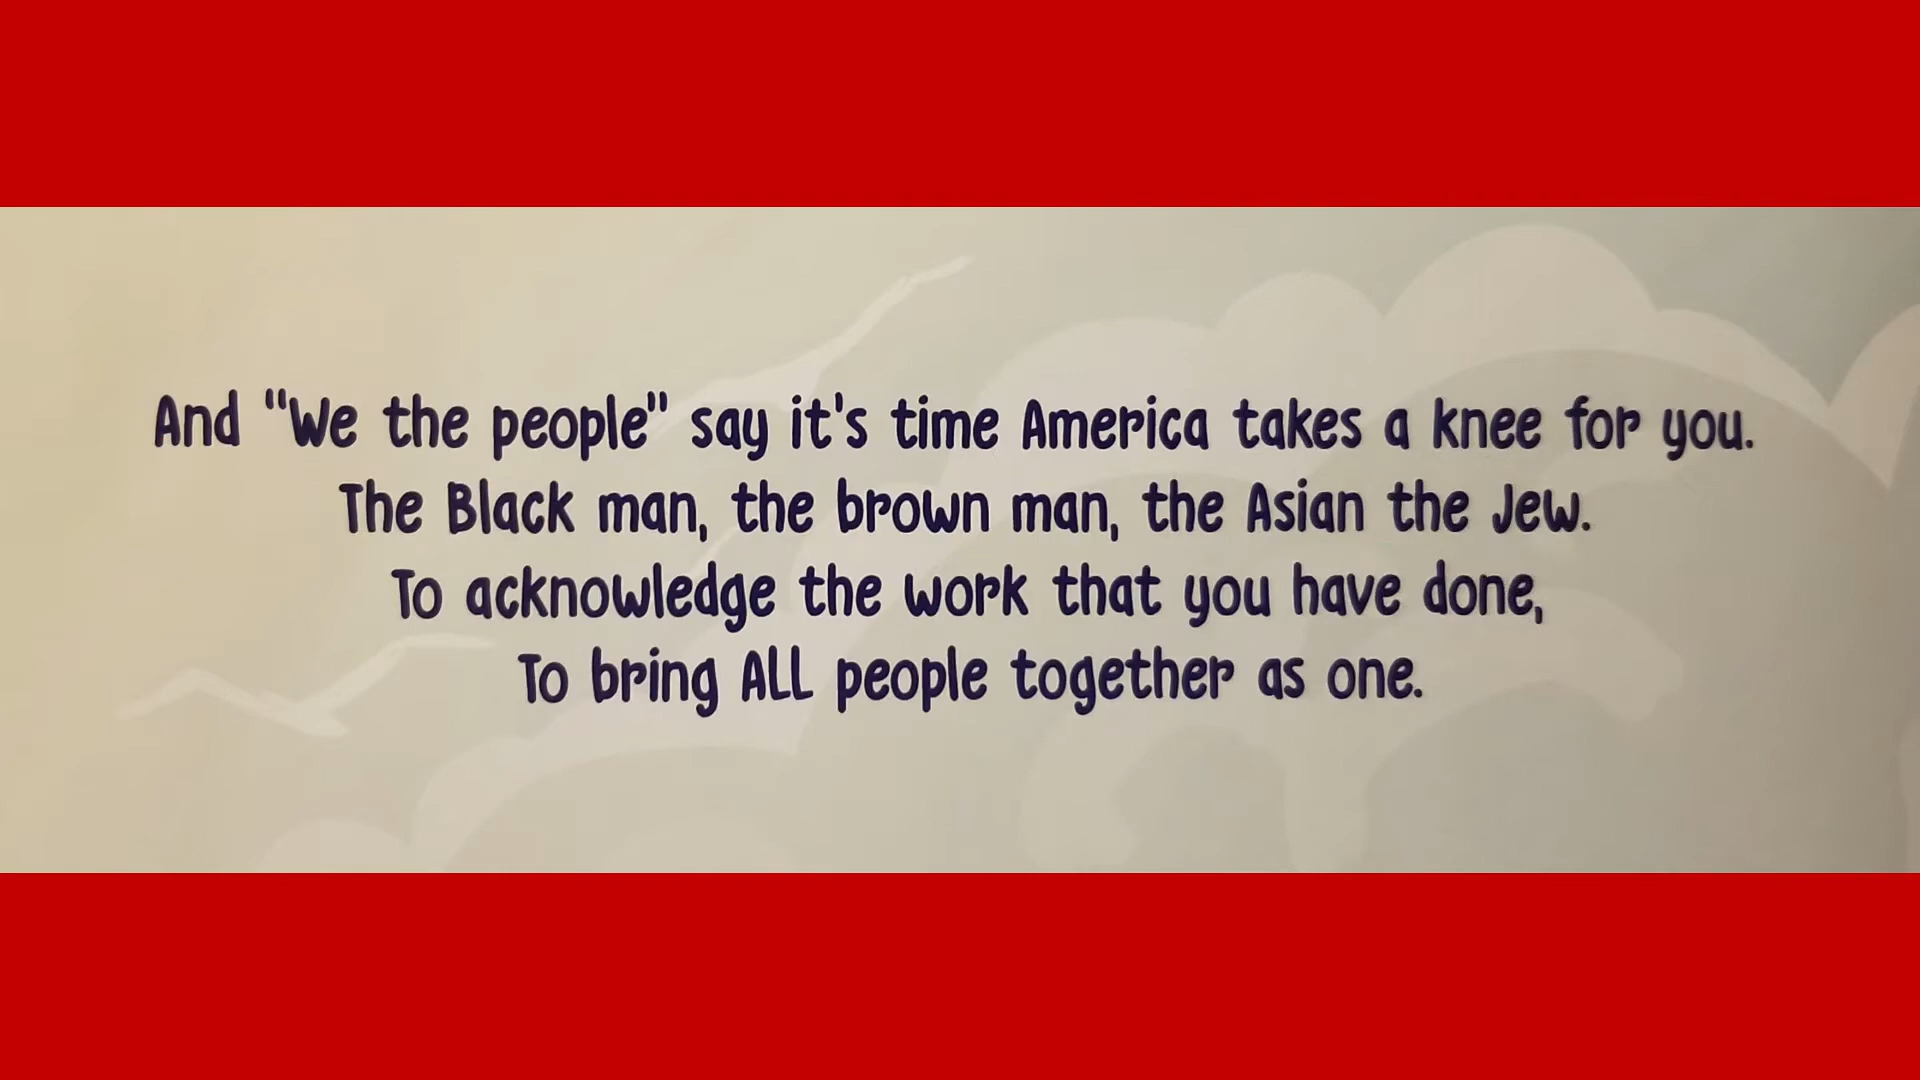 And "We the people" say it's time America takes a knee for you.
The Black man, the brown man, the Asian the Jew.
To acknowledge the work that you have done,
To bring ALL people together as one.